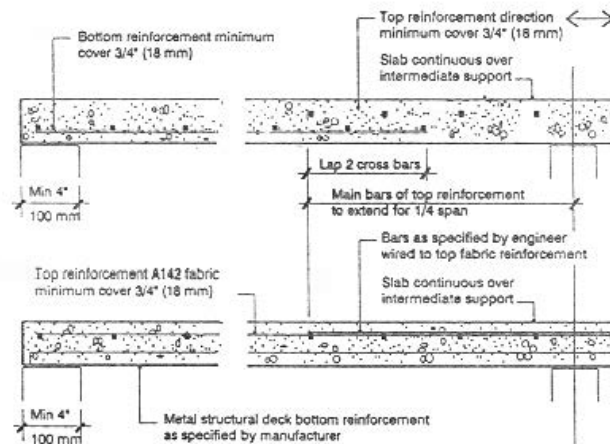 Top reinforcement direction
minimum cover 3/4" (18 mm)
Bottom reinforcement minimum
cover 3/4" (18 mm)
Slab continuous over
intermediate support
Lap 2 cross bars
Min 4"
100 mm
Main bars of top reinforcement
to extend for 1/4 span
Bars as specified by engineer
wired to top fabric reinforcement
Top reinforcement A142 fabric
minimum cover 3/4" (18 mm)
Slab continuous over
intermediate support
Min 4"
100 mm
Metal structural deck bottom reinforcement
as specified by manufacturer